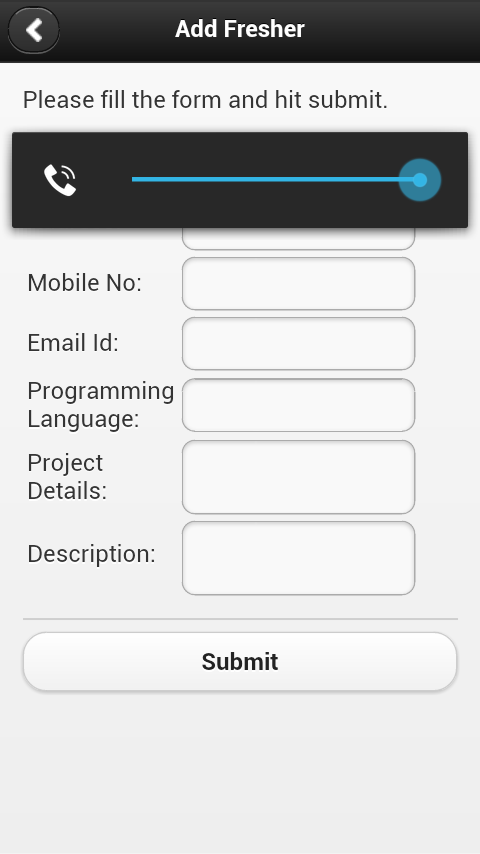 Add Fresher
Please fill the form and hit submit.
Mobile No:
Email Id:
Programming
Language:
Project
Details:
Description:
Submit